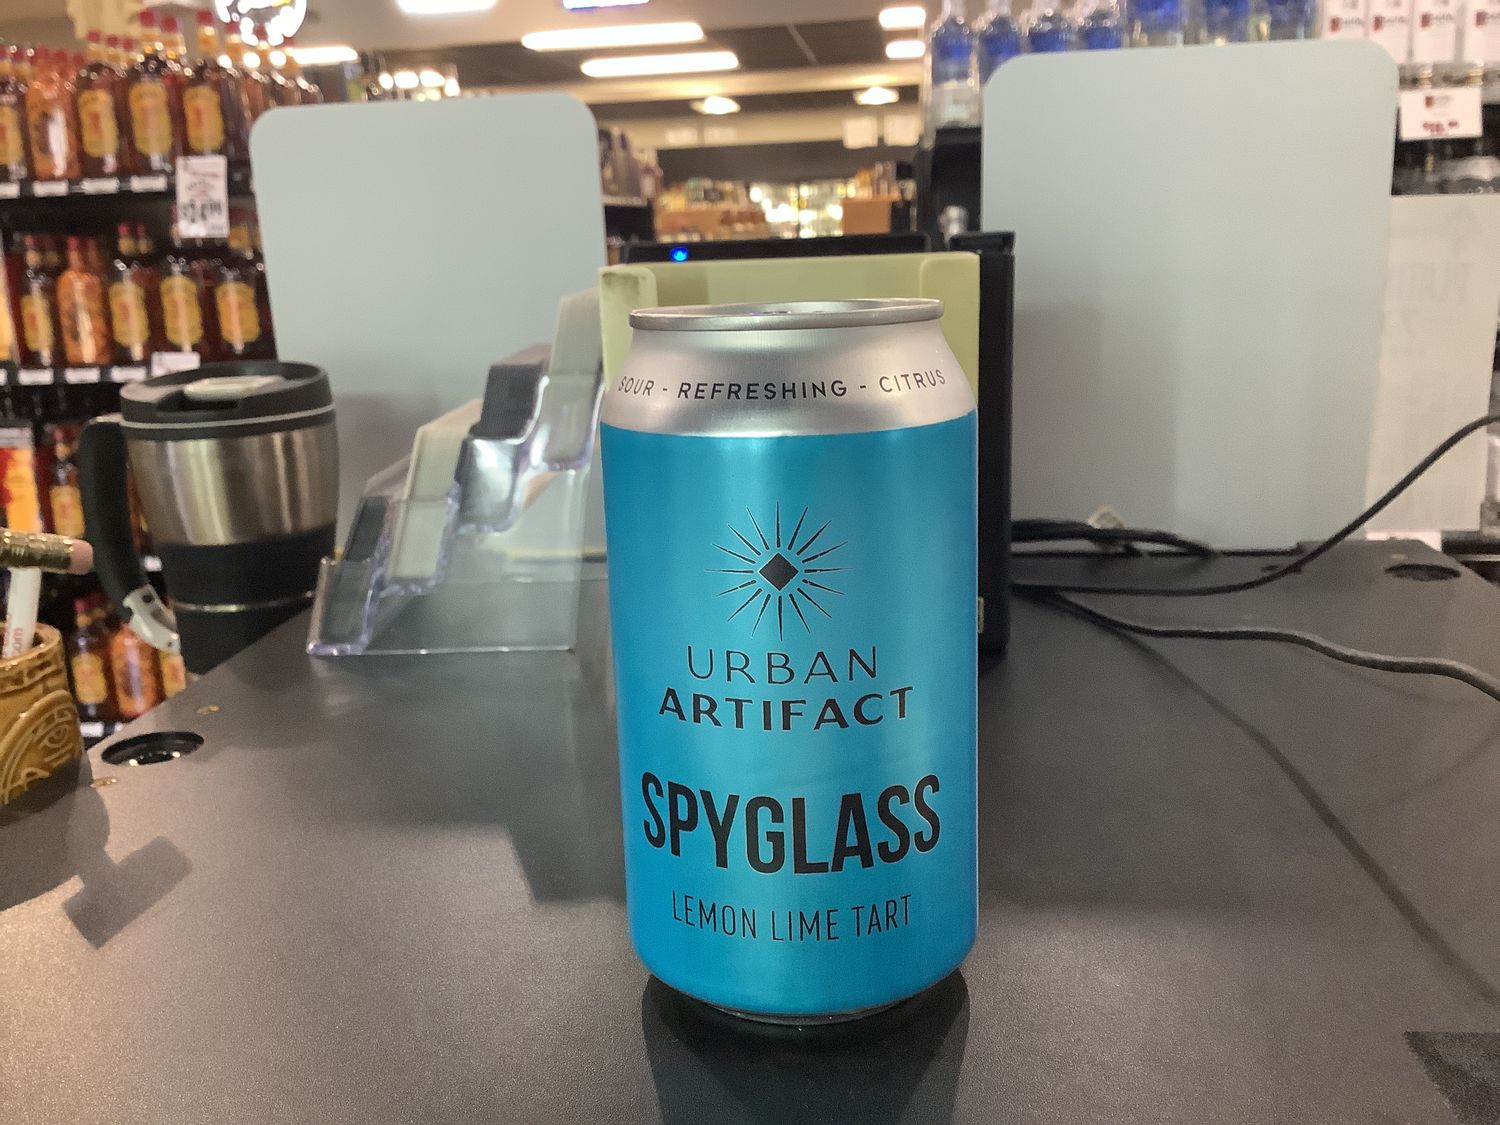 SOUR - REFRESHING - CITRUS
URBAN
ARTIFACT
SPYGLASS
LEMON LIME TART